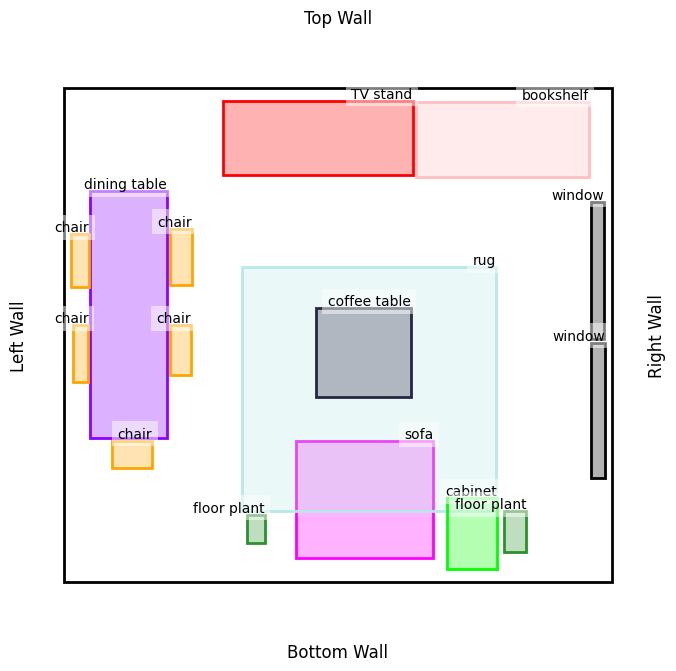 Top Wall
TV stand
bookshelf
dining table
window
chair
chair
rug
coffee table
chair
chair
window
Left Wall
Right Wall
chair
sofa
cabinet
floor plant
floor plant
Bottom Wall